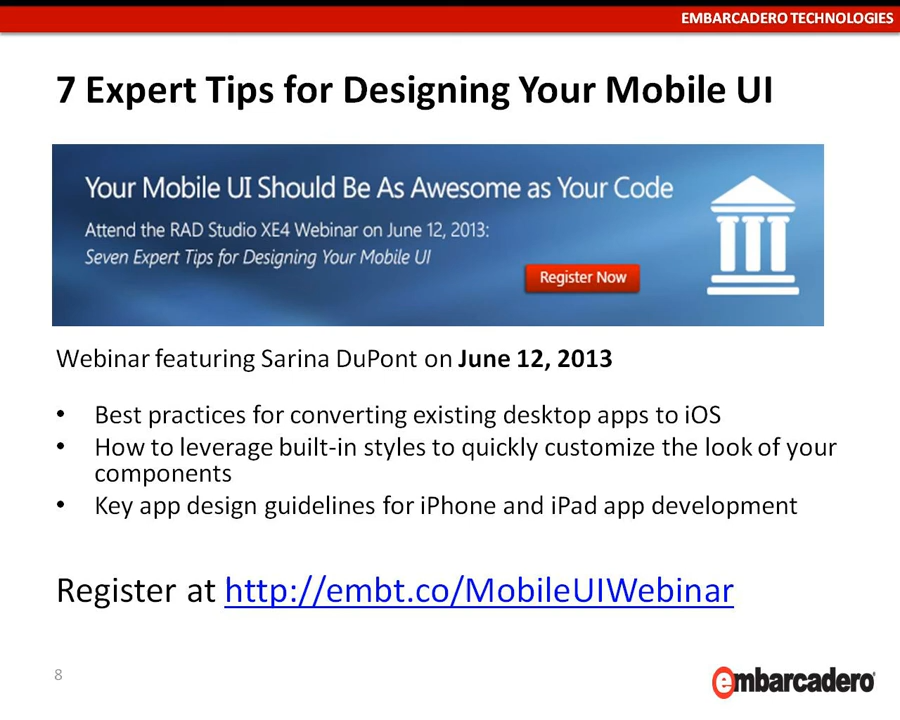 EMBARCADERO TECHNOLOGIES
7 Expert Tips for Designing Your Mobile UI
Your Mobile UI Should Be As Awesome as Your Code
Attend the RAD Studio XE4 Webinar on June 12, 2013:
Seven Expert Tips for Designing Your Mobile UI
Register Now
Webinar featuring Sarina DuPont on June 12, 2013
• Best practices for converting existing desktop apps to iOS
• How to leverage built-in styles to quickly customize the look of your
components
• Key app design guidelines for iPhone and iPad app development
Register at http://embt.co/MobileUIWebinar
8
embarcadero